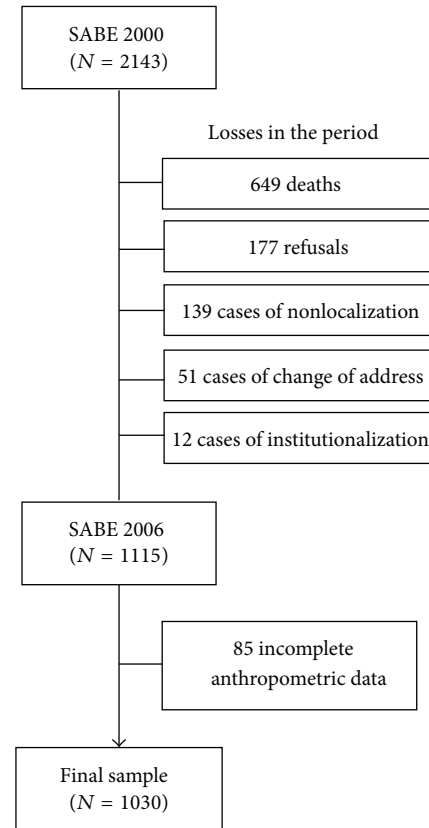 SABE 2000
(N = 2143)
Losses in the period
649 deaths
177 refusals
139 cases of nonlocalization
51 cases of change of address
12 cases of institutionalization
SABE 2006
(N = 1115)
85 incomplete
anthropometric data
Final sample
(N = 1030)